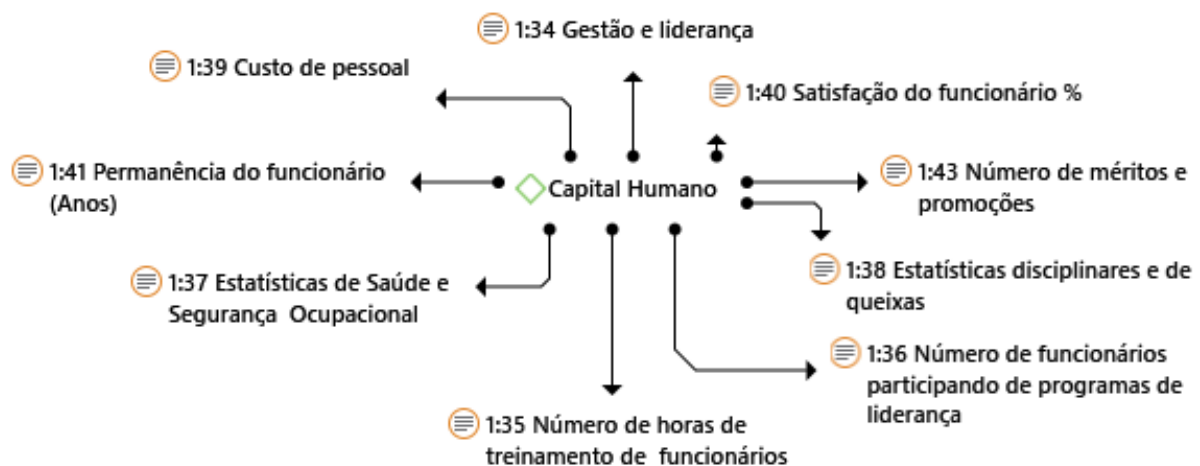 1:34 Gestão e liderança
1:39 Custo de pessoal
1:40 Satisfação do funcionário %
1:41 Permanência do funcionário
(Anos)
Capital Humano
1:43 Número de méritos e
promoções
1:37 Estatísticas de Saúde e
Segurança Ocupacional
1:38 Estatísticas disciplinares e de
queixas
1:36 Número de funcionários
participando de programas de
liderança
1:35 Número de horas de
treinamento de funcionários